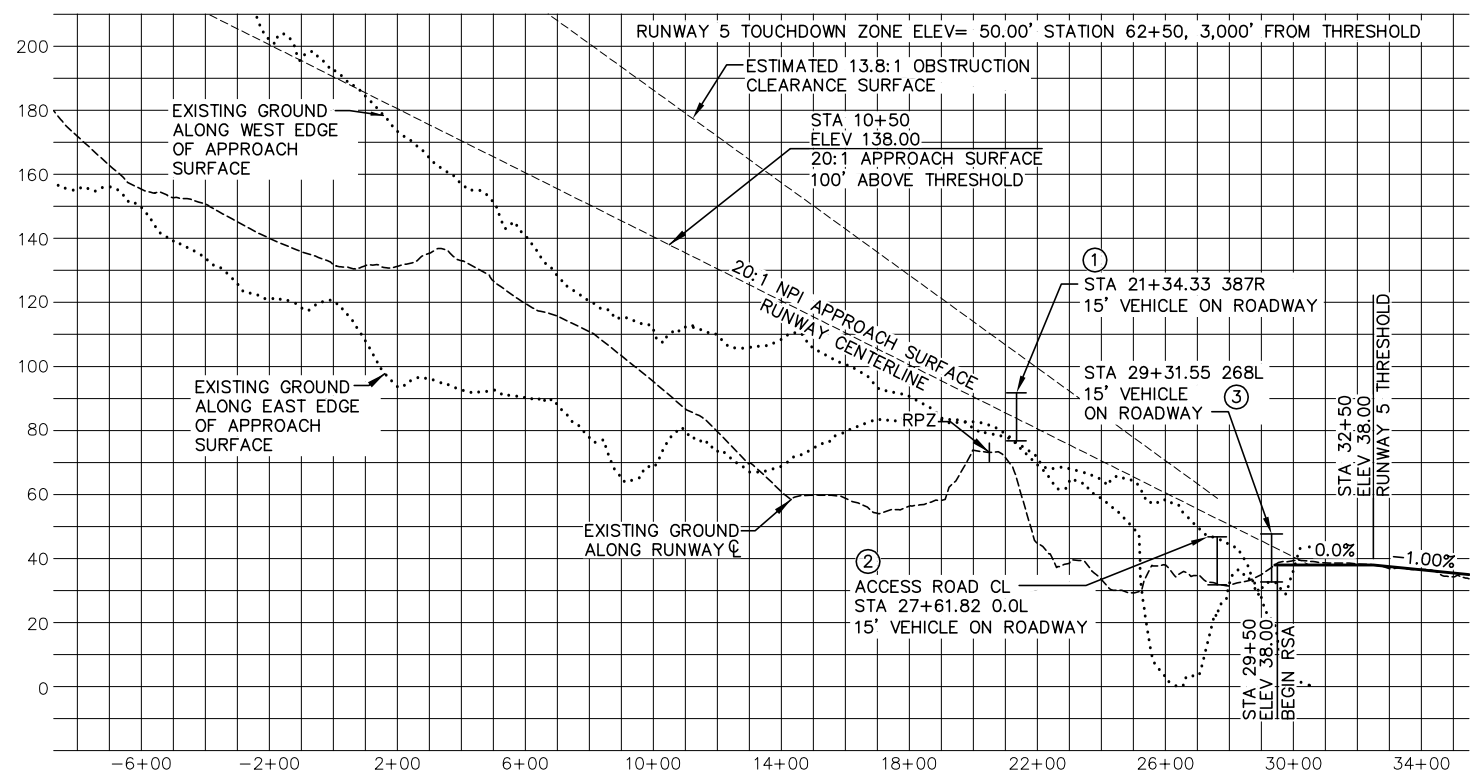 RUNWAY 5 TOUCHDOWN ZONE ELEV= 50.00' STATION 62+50, 3,000' FROM THRESHOLD
ESTIMATED 13.8:1 OBSTRUCTION
CLEARANCE SURFACE
EXISTING GROUND
ALONG WEST EDGE
OF APPROACH
SURFACE
STA 10+50
ELEV 138.00
20:1 APPROACH SURFACE
100' ABOVE THRESHOLD
20:1 NPI APPROACH SURFACE
RUNWAY CENTERLINE
1
STA 21+34.33 387R
15' VEHICLE ON ROADWAY
STA 29+31.55 268L
15' VEHICLE
ON ROADWAY
3
STA 32+50
ELEV 38.00
RUNWAY 5 THRESHOLD
EXISTING GROUND
ALONG EAST EDGE
OF APPROACH
SURFACE
RPZ
EXISTING GROUND
ALONG RUNWAY ℄
2
ACCESS ROAD CL
STA 27+61.82 0.0L
15' VEHICLE ON ROADWAY
0.0%
-1.00%
STA 29+50
ELEV 38.00
BEGIN RSA
200
180
160
140
120
100
80
60
40
20
0
-6+00
-2+00
2+00
6+00
10+00
14+00
18+00
22+00
26+00
30+00
34+00